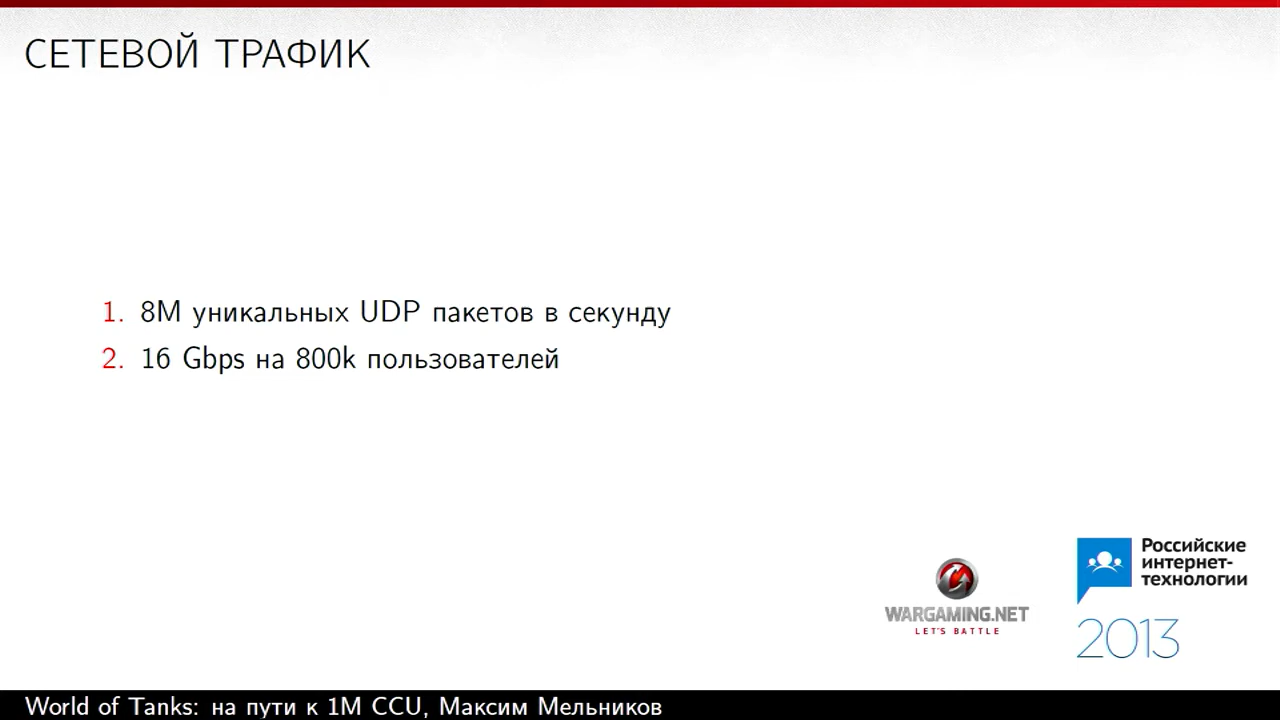 СЕТЕВОЙ ТРАФИК
1. 8M уникальных UDP пакетов в секунду
2. 16 Gbps на 800k пользователей
WARGAMING.NET
LET'S BATTLE
Российские
интернет-
технологии
2013
World of Tanks: на пути к 1M CCU, Максим Мельников